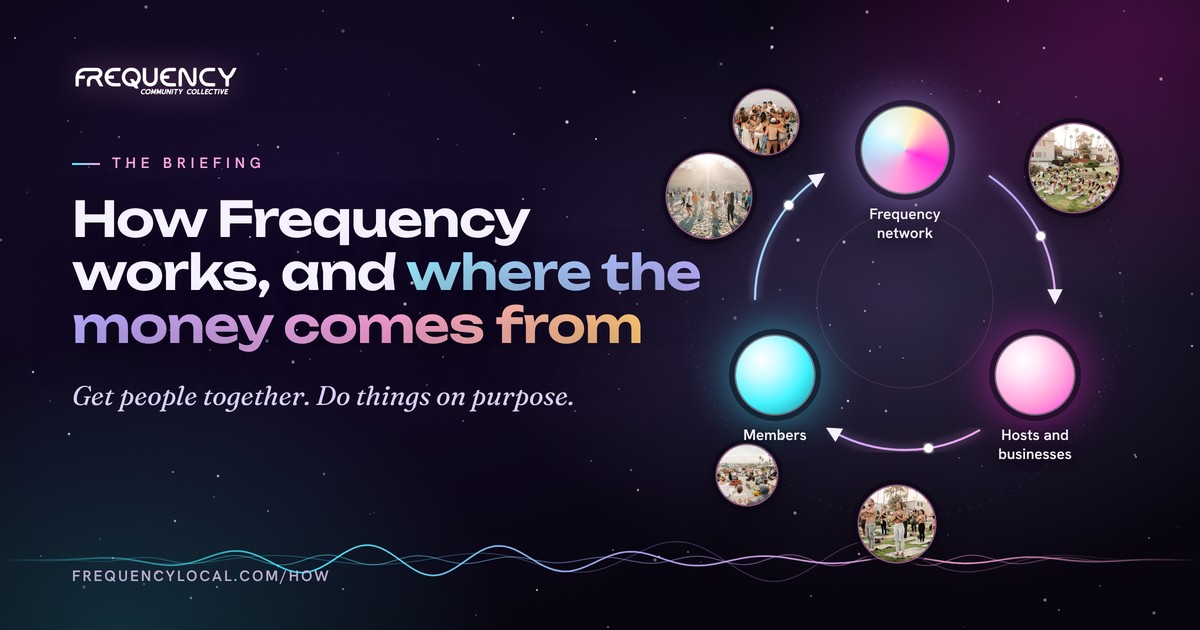 FREQUENCY
COMMUNITY COLLECTIVE
THE BRIEFING
How Frequency
works, and where the
money comes from
Get people together. Do things on purpose.
Frequency
network
Members
Hosts and
businesses
FREQUENCYLOCAL.COM/HOW